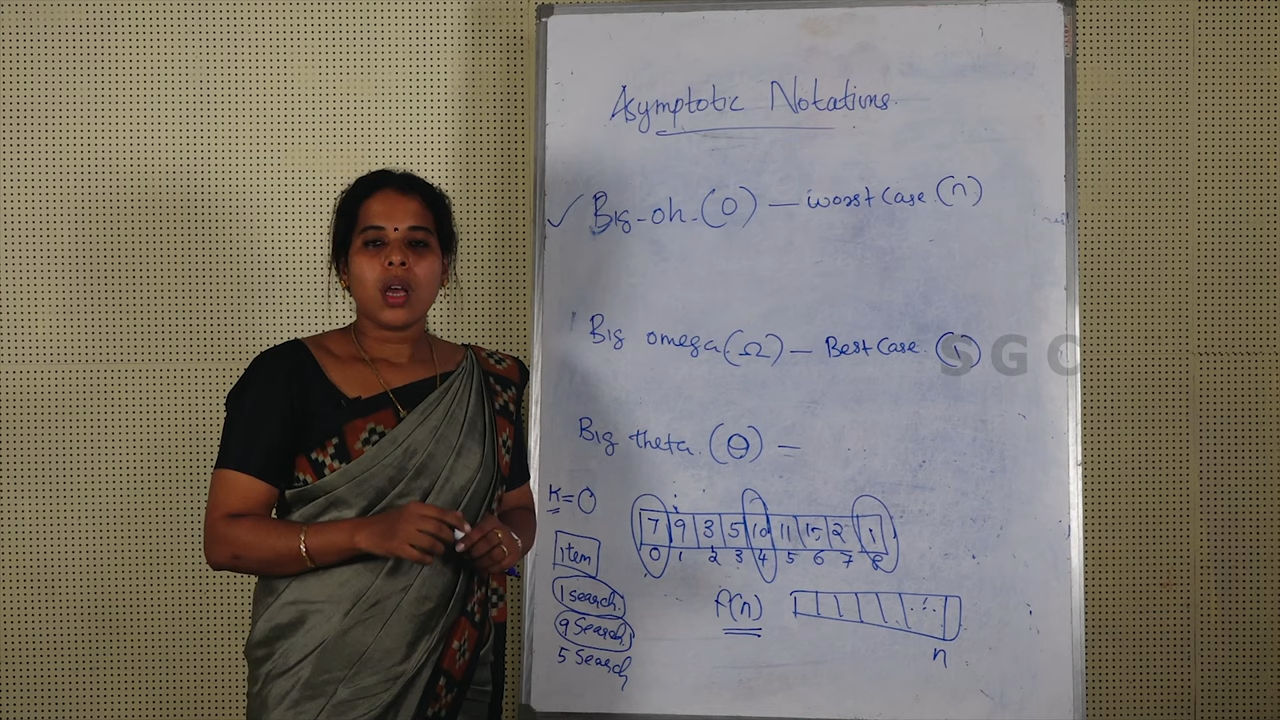 Asymptotic Notations.
✓ Big-oh. (O) — worst case. (n)
Big omega (Ω) — Best Case. (1)
SGC
Big theta. (θ) =
K=0
7 9 3 5 10 11 15 2 1
0 1 2 3 4 5 6 7 8
item
1 search.
f(n)
9 Search.
n
5 Search